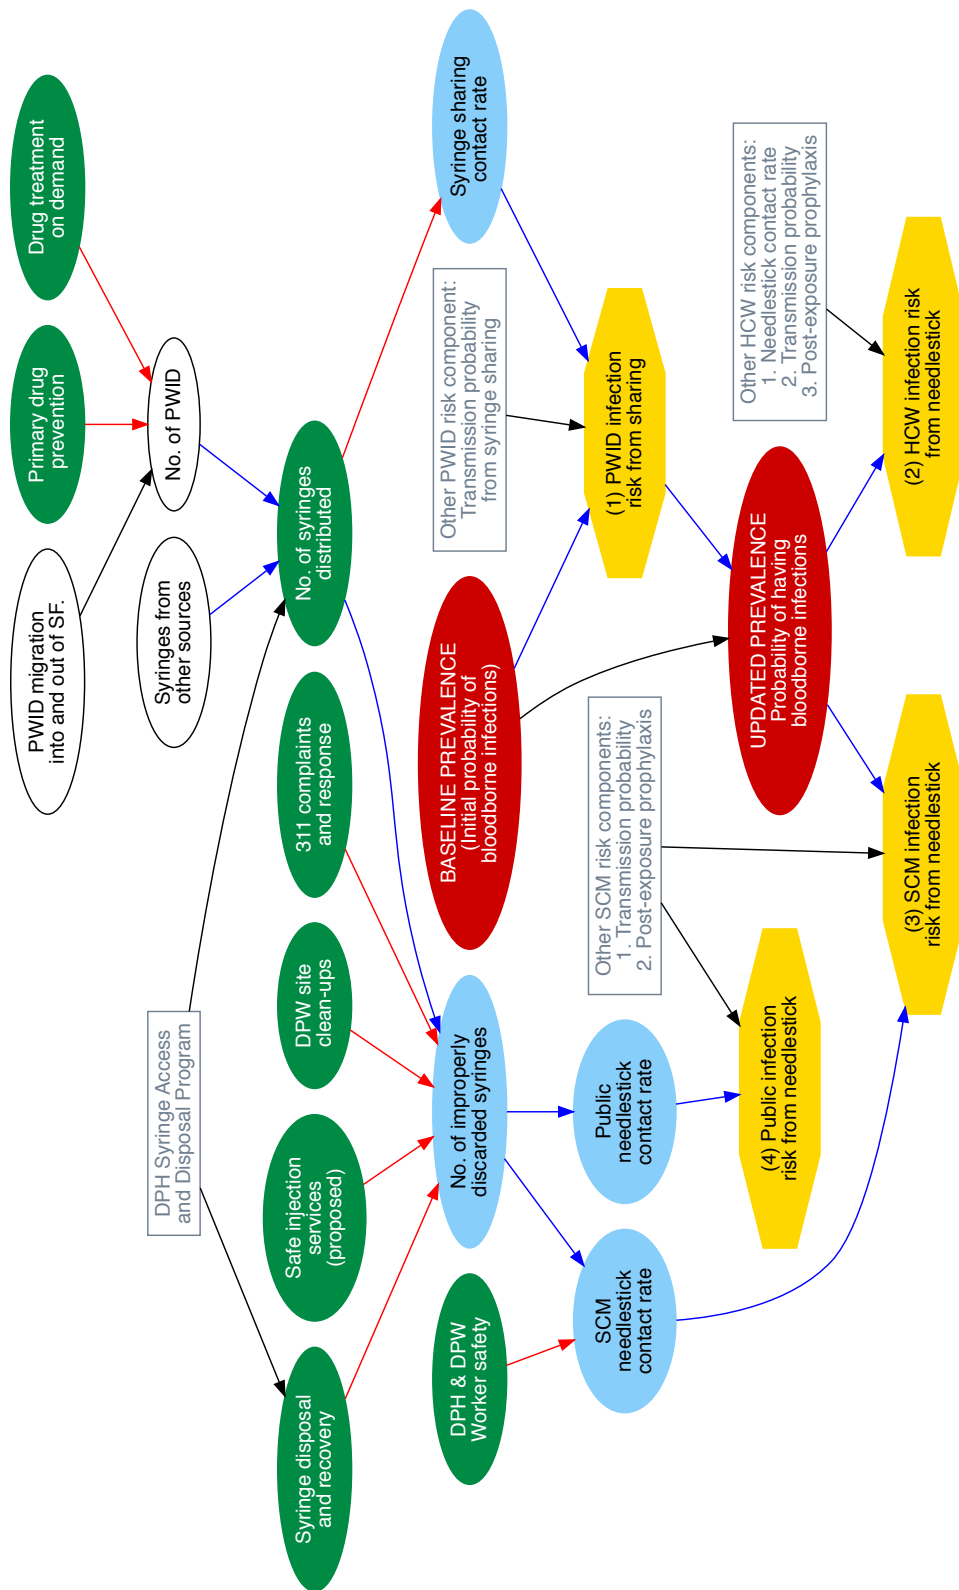 PWID migration
into and out of SF.
Primary drug
prevention
Drug treatment
on demand
DPH Syringe Access
and Disposal Program
Syringes from
other sources
No. of PWID
Syringe disposal
and recovery
Safe injection
services
(proposed)
DPW site
clean-ups
311 complaints
and response
No. of syringes
distributed
DPH & DPW
Worker safety
No. of improperly
discarded syringes
BASELINE PREVALENCE
(Initial probability of
bloodborne infections)
Other PWID risk component:
Transmission probability
from syringe sharing
Syringe sharing
contact rate
SCM
needlestick
contact rate
Public
needlestick
contact rate
Other SCM risk components:
1. Transmission probability
2. Post-exposure prophylaxis
(1) PWID infection
risk from sharing
(4) Public infection
risk from needlestick
UPDATED PREVALENCE
Probability of having
bloodborne infections
Other HCW risk components:
1. Needlestick contact rate
2. Transmission probability
3. Post-exposure prophylaxis
(3) SCM infection
risk from needlestick
(2) HCW infection risk
from needlestick